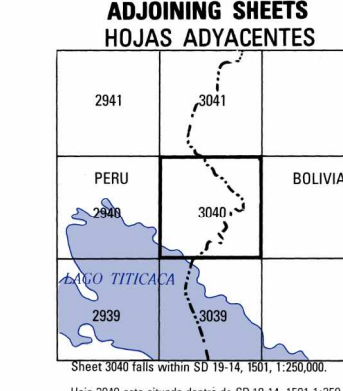 ADJOINING SHEETS
HOJAS ADYACENTES
2941
3041
PERU
BOLIVIA
2940
3040
LAGO TITICACA
2939
3039
Sheet 3040 falls within SD 19-14, 1501, 1:250,000.